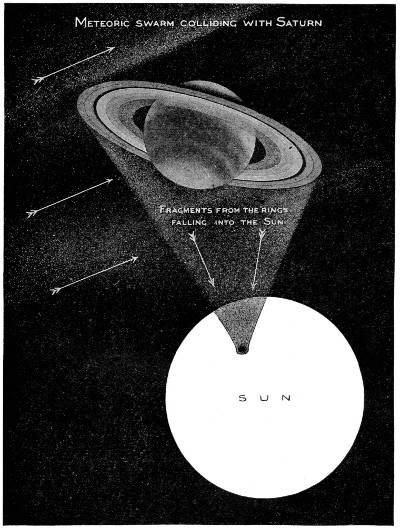 METEORIC SWARM COLLIDING WITH SATURN
FRAGMENTS FROM THE RINGS
FALLING INTO THE SUN
SUN